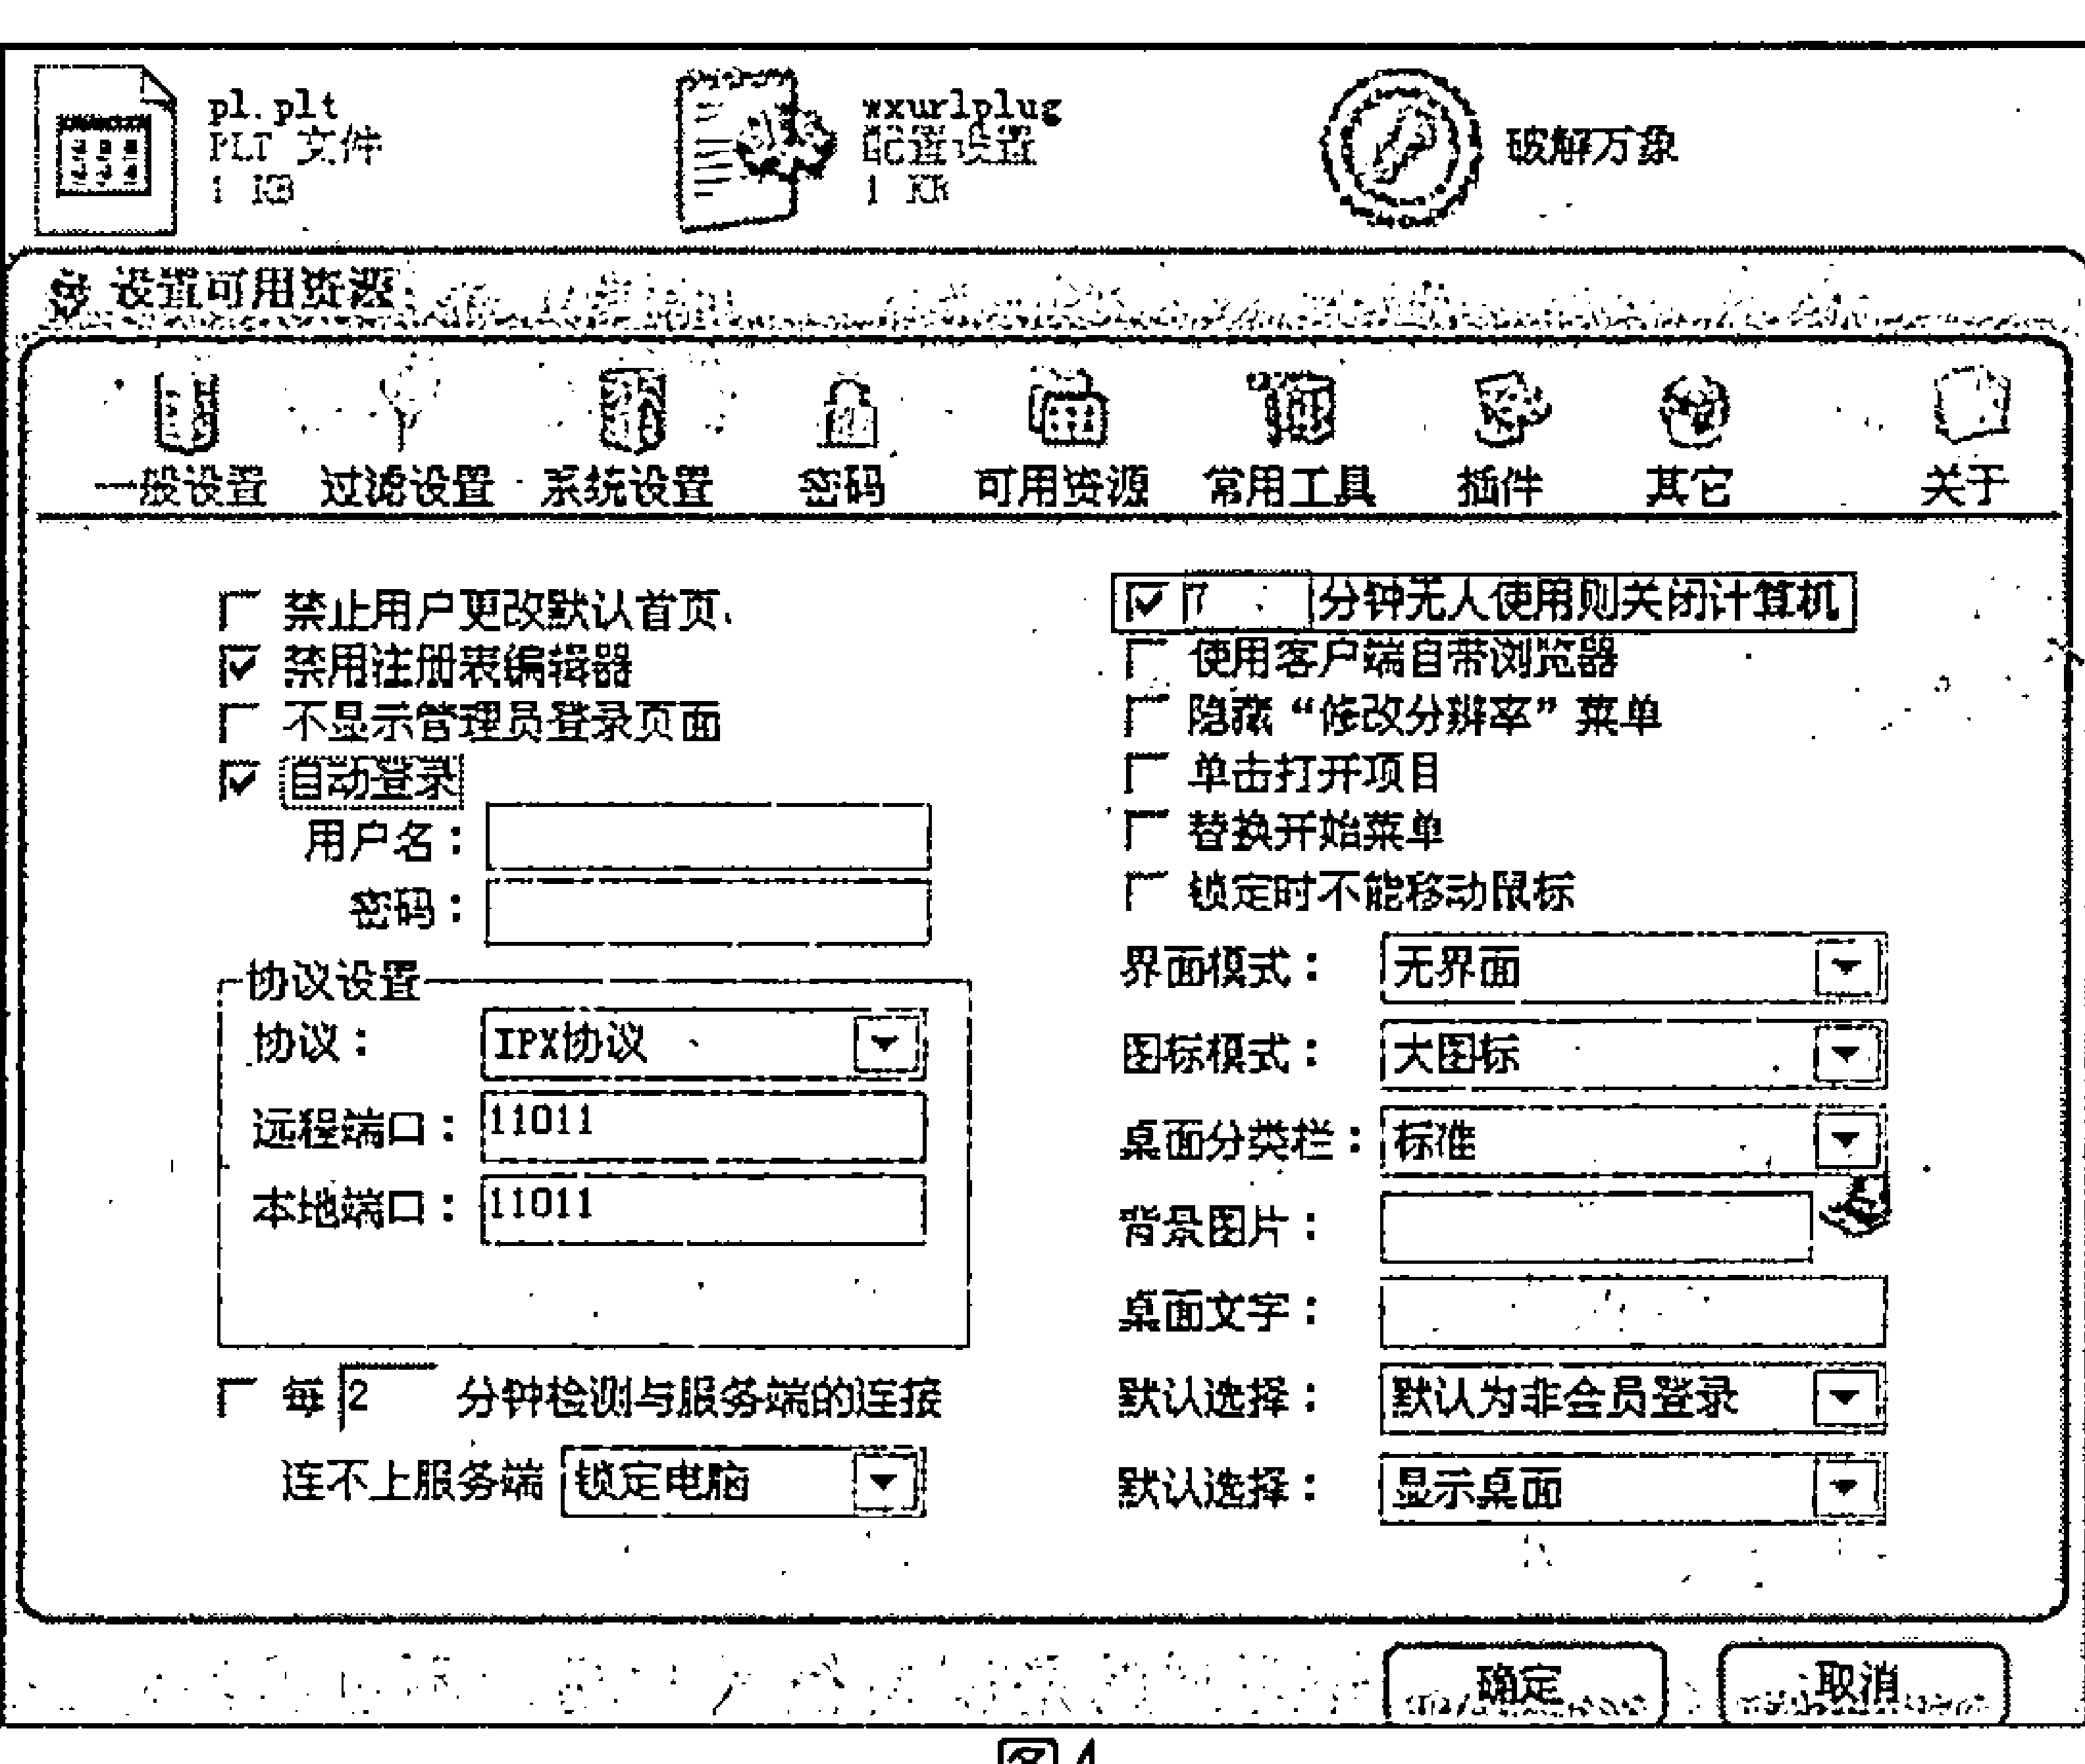 pl.plt
PLT 文件
1 KB
wxurlplug
配置设置
1 KB
破解万象
设置可用资源
一般设置 过滤设置 系统设置 密码 可用资源 常用工具 插件 其它 关于
禁止用户更改默认首页
禁用注册表编辑器
不显示管理员登录页面
自动登录
用户名：
密码：
协议设置
协议： IPX协议
远程端口： 11011
本地端口： 11011
每 2 分钟检测与服务端的连接
连不上服务端 锁定电脑
分钟无人使用则关闭计算机
使用客户端自带浏览器
隐藏“修改分辨率”菜单
单击打开项目
替换开始菜单
锁定时不能移动鼠标
界面模式： 无界面
图标模式： 大图标
桌面分类栏： 标准
背景图片：
桌面文字：
默认选择： 默认为非会员登录
默认选择： 显示桌面
确定 取消
图4